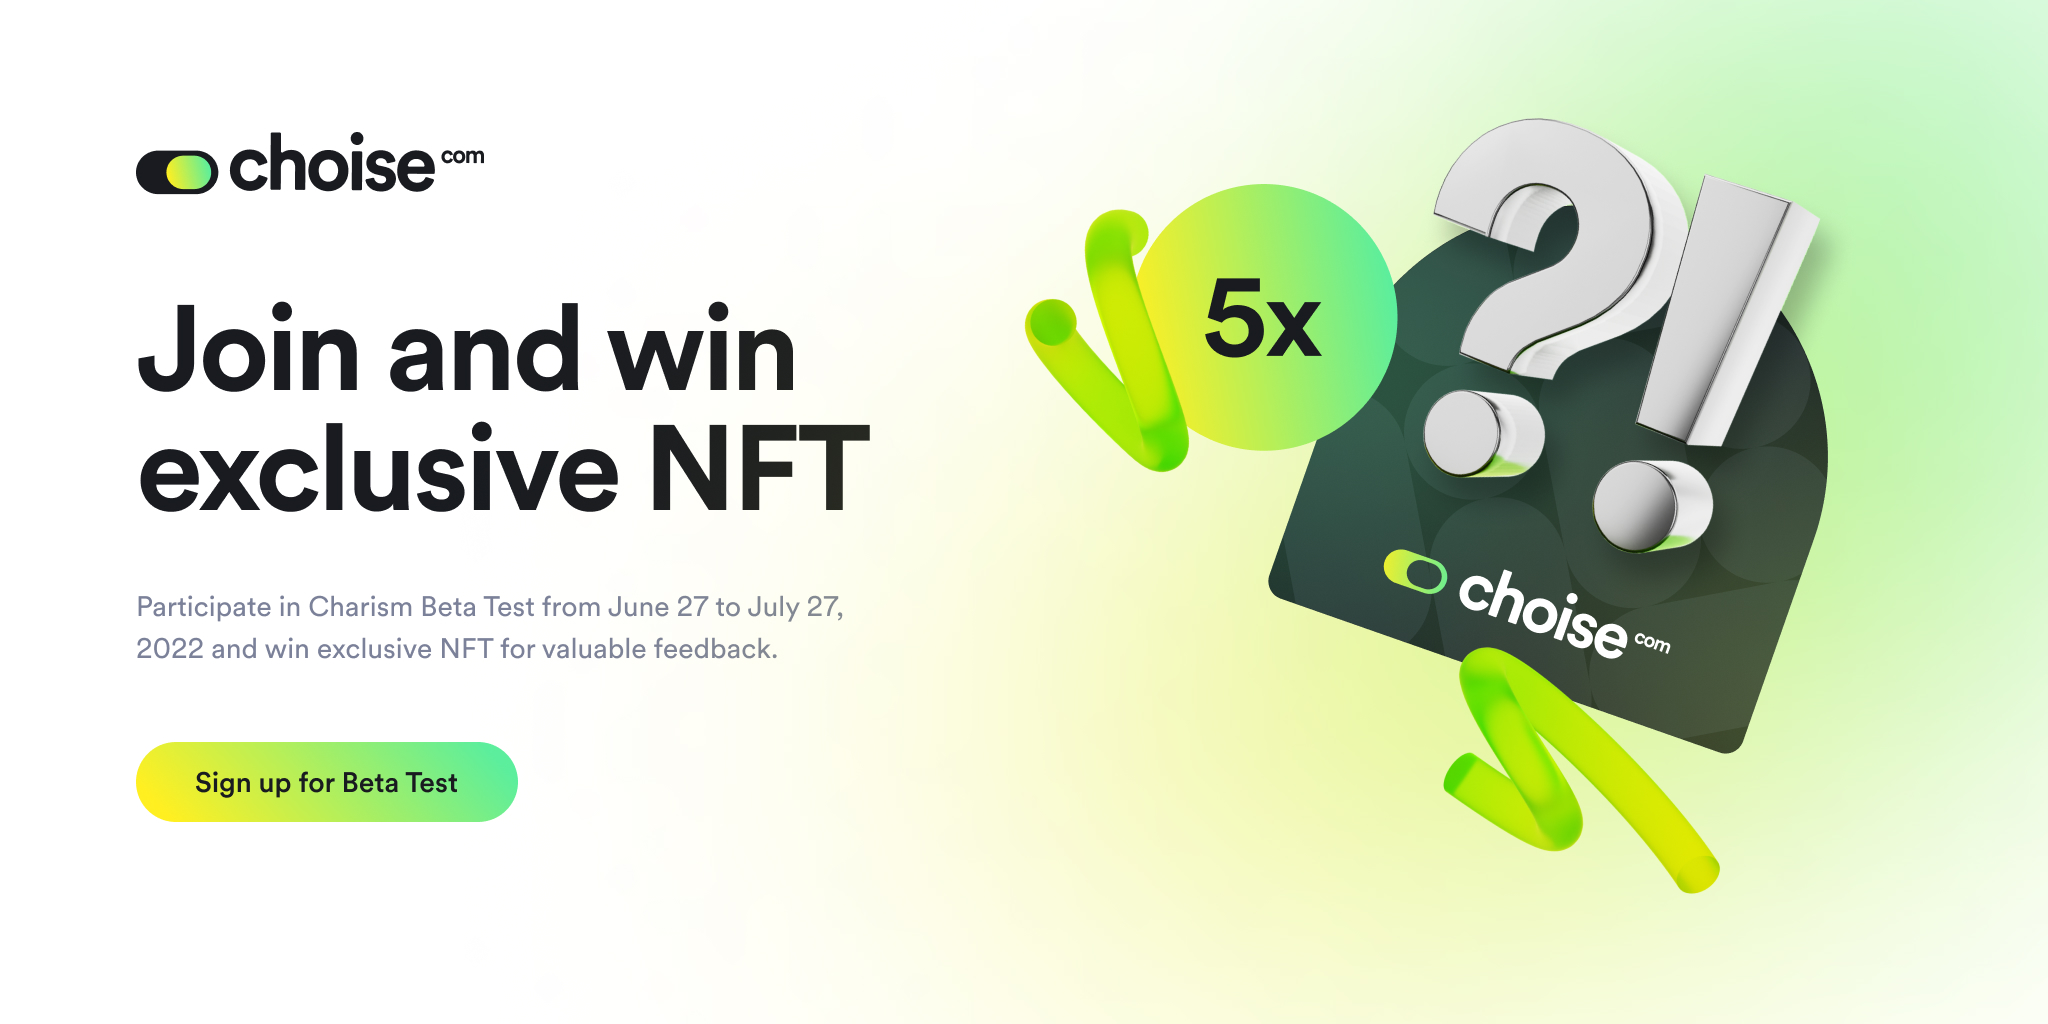 choise com
Join and win
exclusive NFT
Participate in Charism Beta Test from June 27 to July 27,
2022 and win exclusive NFT for valuable feedback.
Sign up for Beta Test
5x
?!
choise com